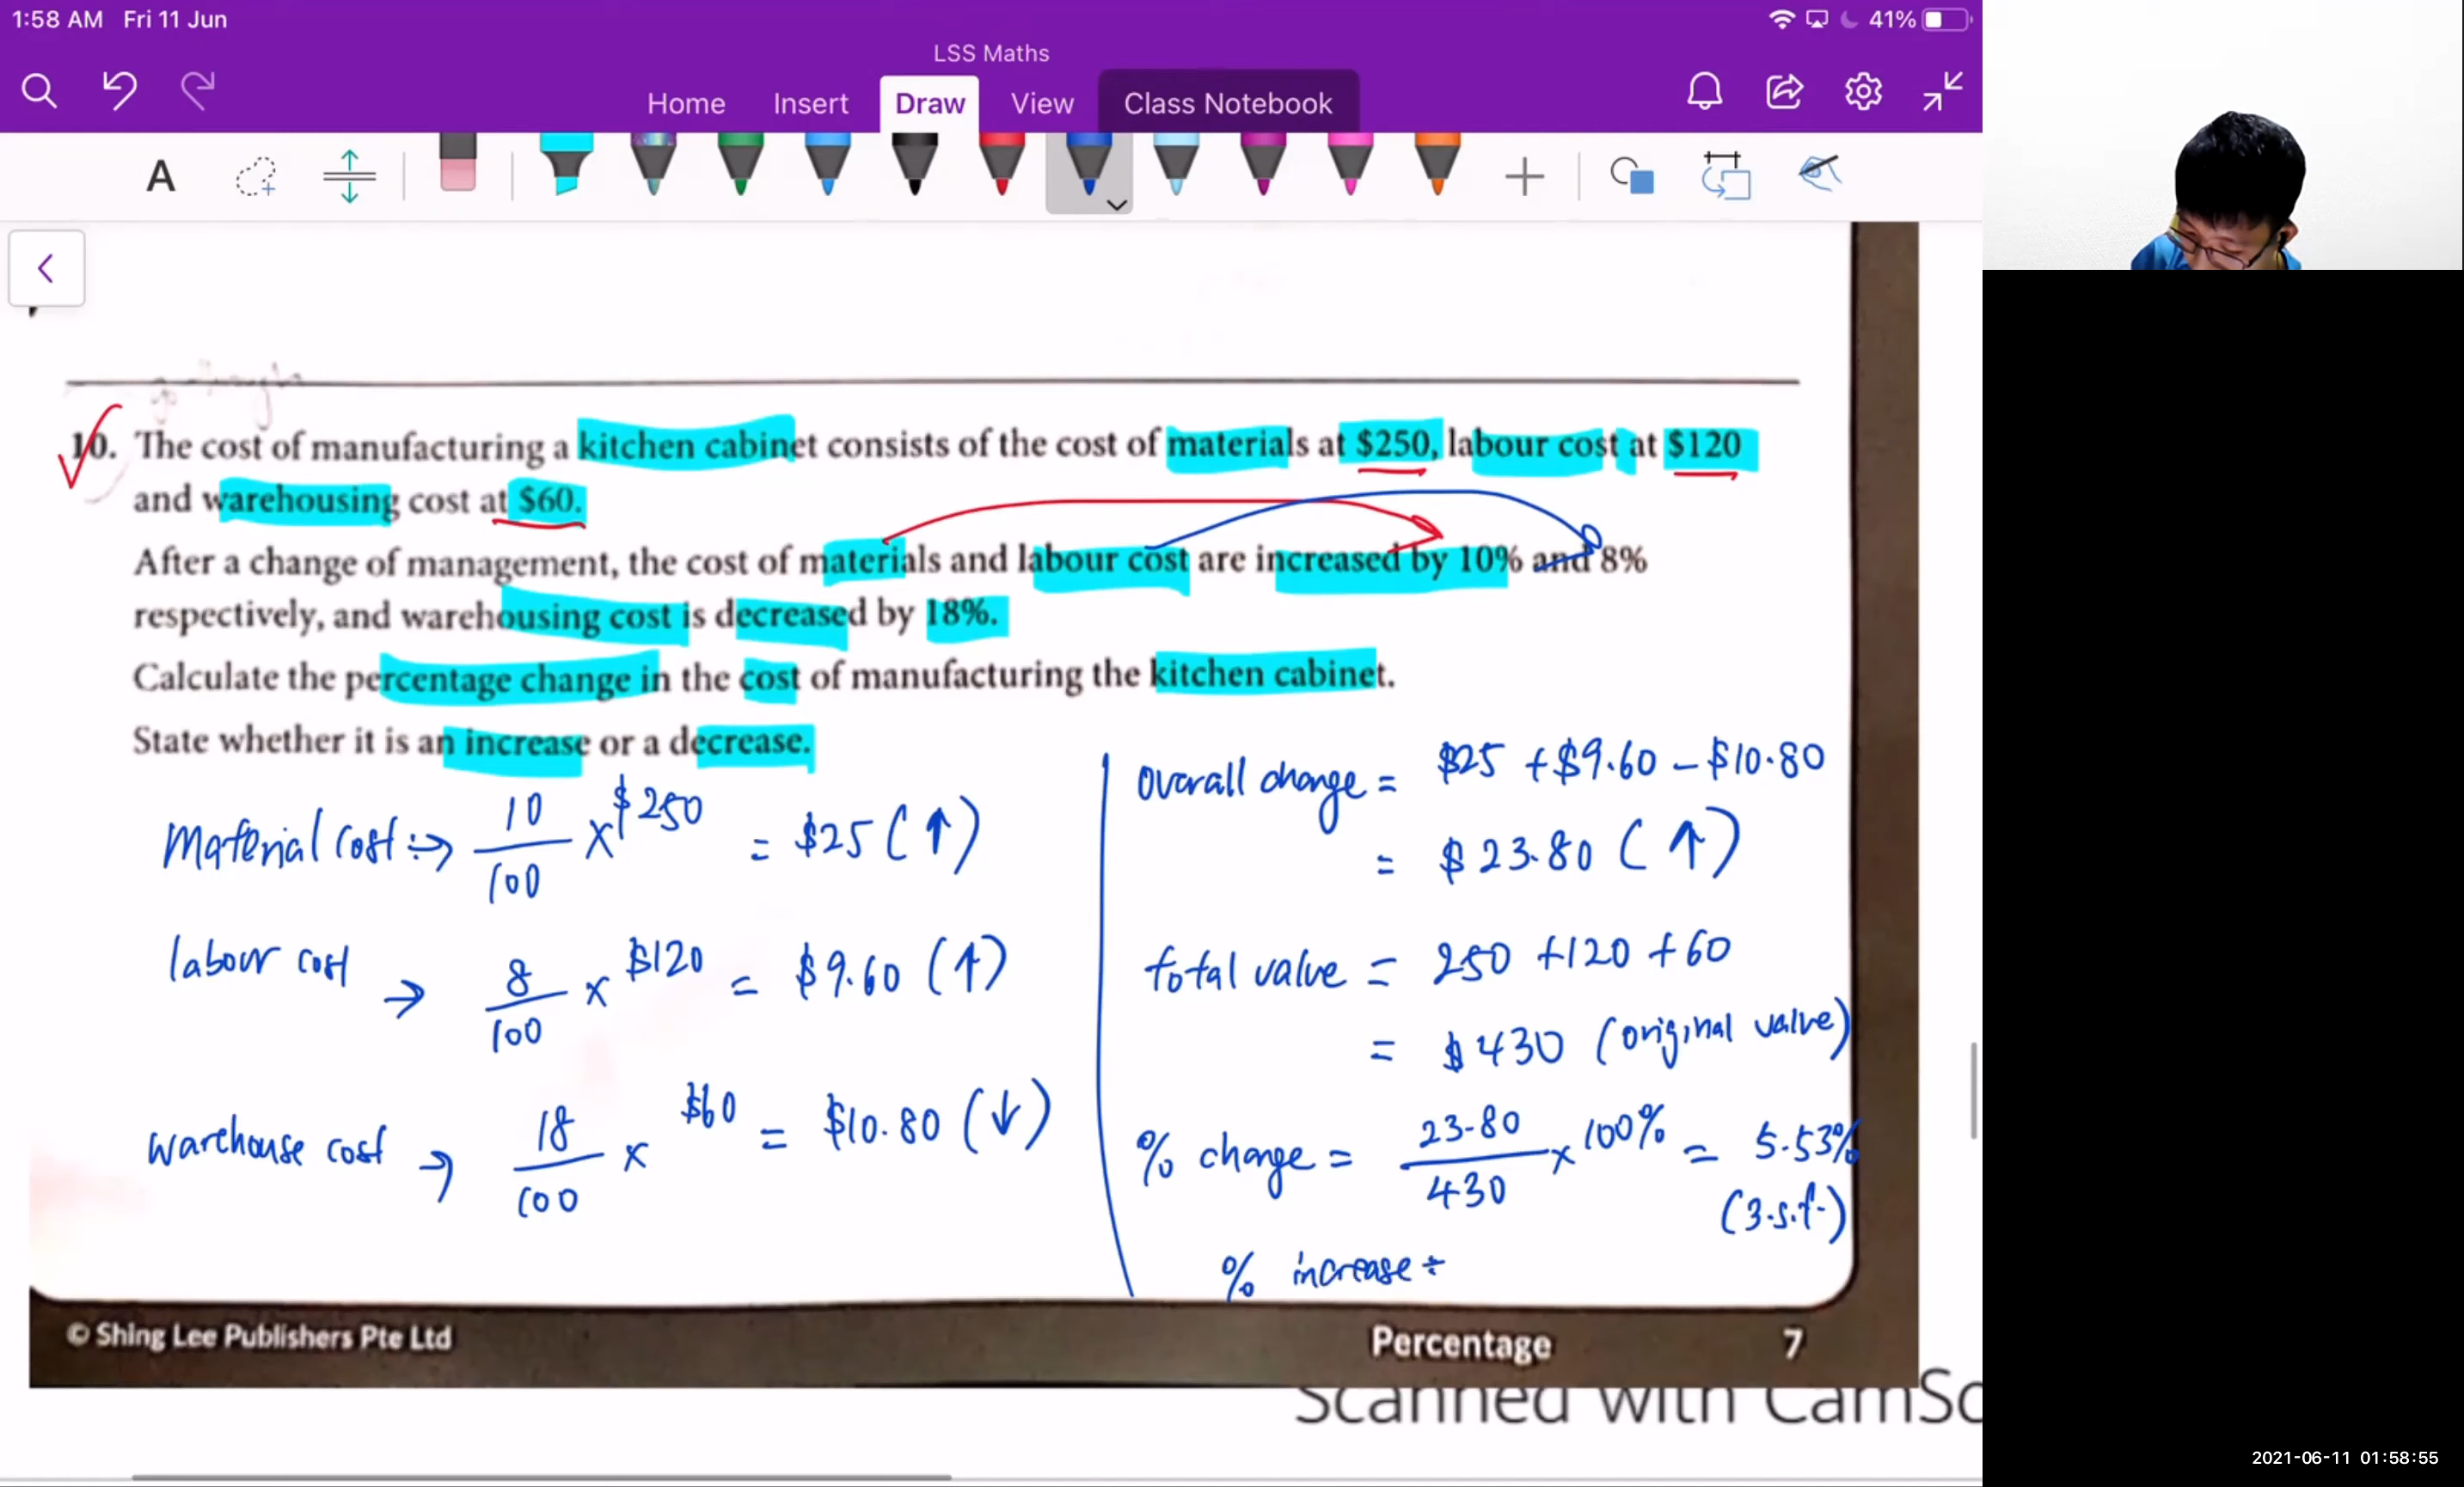 1:58 AM Fri 11 Jun
41%
LSS Maths
Home Insert Draw View Class Notebook
A
10. The cost of manufacturing a kitchen cabinet consists of the cost of materials at $250, labour cost at $120
and warehousing cost at $60.
After a change of management, the cost of materials and labour cost are increased by 10% and 8%
respectively, and warehousing cost is decreased by 18%.
Calculate the percentage change in the cost of manufacturing the kitchen cabinet.
State whether it is an increase or a decrease.
Material cost :→ 10/100 × $250 = $25 (↑)
labour cost → 8/100 × $120 = $9.60 (↑)
warehouse cost → 18/100 × $60 = $10.80 (↓)
Overall change = $25 + $9.60 – $10.80
= $23.80 (↑)
total value = 250 + 120 + 60
= $430 (original value)
% change = 23.80/430 × 100% = 5.53%
(3.s.f.)
% increase =
© Shing Lee Publishers Pte Ltd
Percentage 7
Scanned with CamSc
2021-06-11 01:58:55